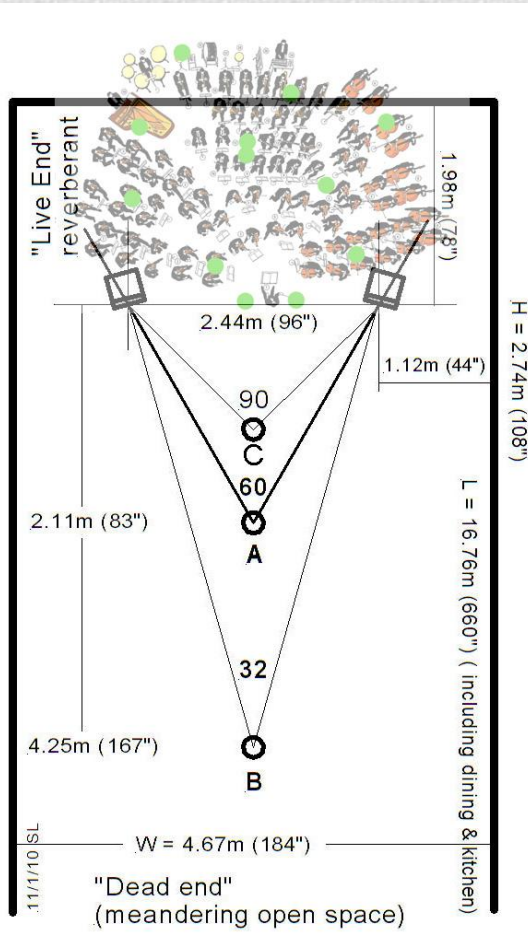 "Live End"
reverberant
1.98m (78")
2.44m (96")
1.12m (44")
H = 2.74m (108")
90
C
60
2.11m (83")
A
L = 16.76m (660") ( including dining & kitchen)
32
4.25m (167")
B
11/1/10 SL
W = 4.67m (184")
"Dead end"
(meandering open space)